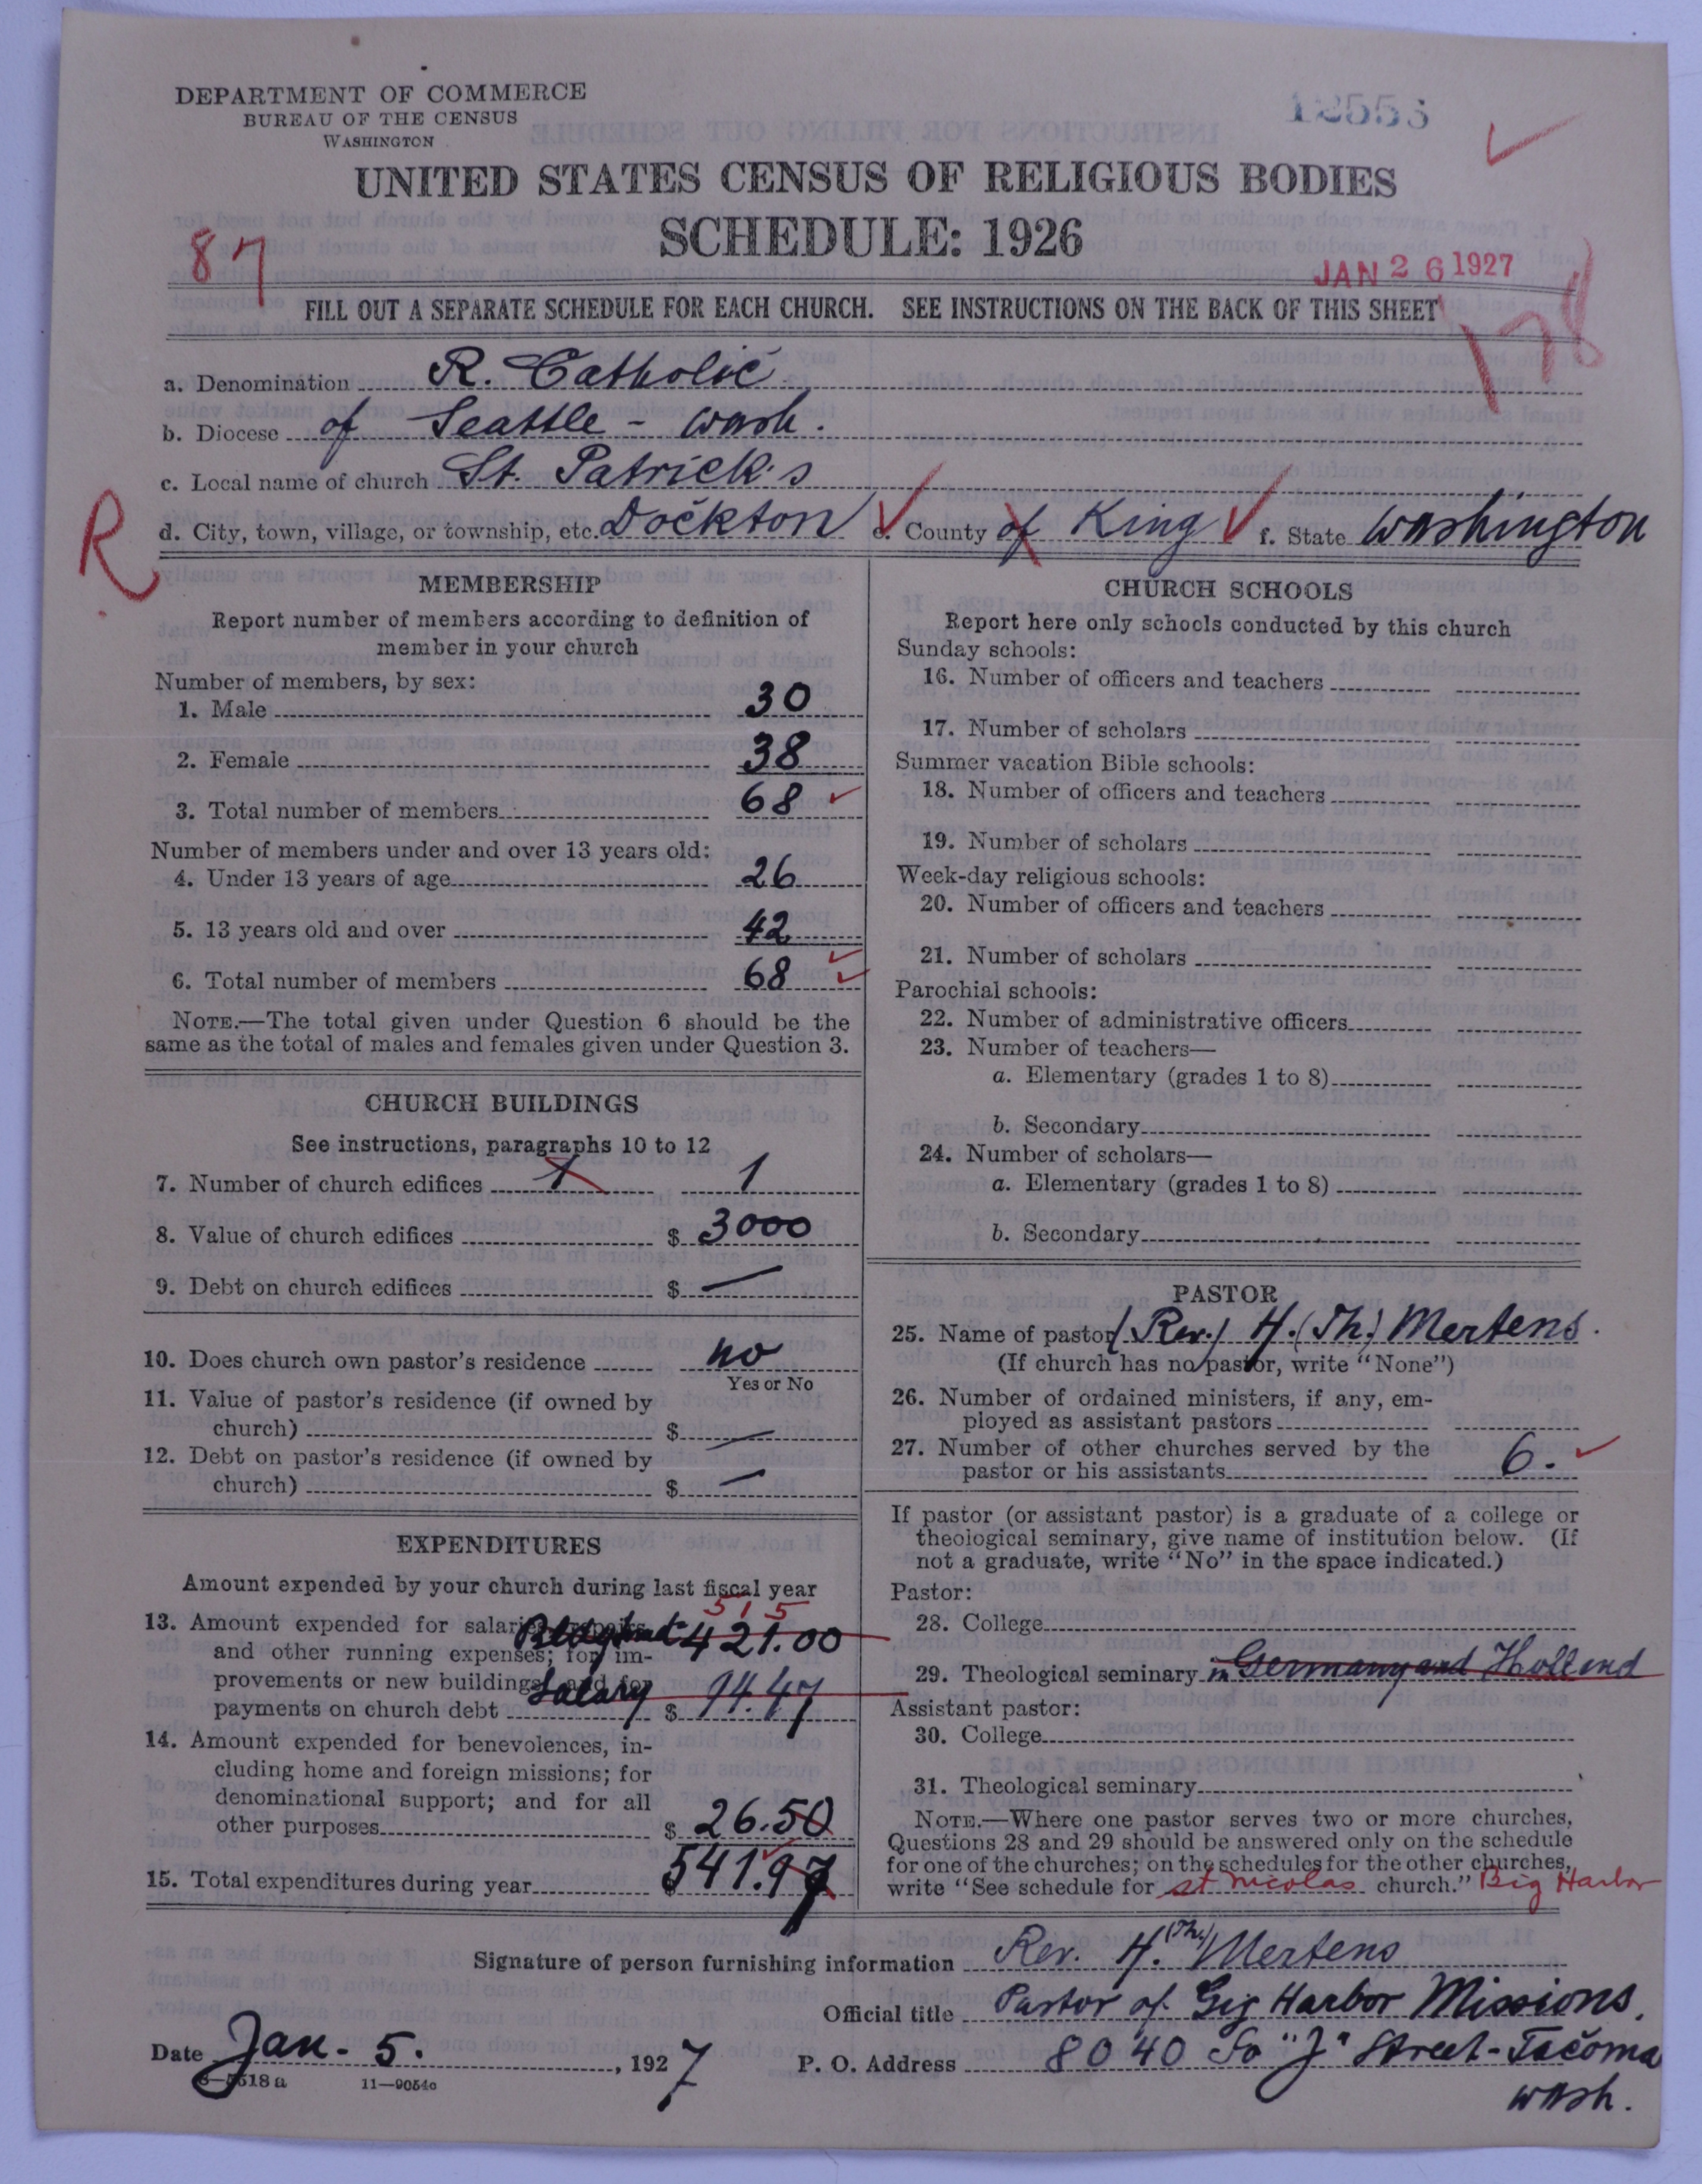 DEPARTMENT OF COMMERCE
BUREAU OF THE CENSUS
WASHINGTON
12553
UNITED STATES CENSUS OF RELIGIOUS BODIES
SCHEDULE: 1926
87
JAN 26 1927
178
FILL OUT A SEPARATE SCHEDULE FOR EACH CHURCH. SEE INSTRUCTIONS ON THE BACK OF THIS SHEET
a. Denomination R. Catholic
b. Diocese of Seattle - Wash.
c. Local name of church St. Patrick's
R
d. City, town, village, or township, etc. Dockton e. County of King f. State Washington
MEMBERSHIP
Report number of members according to definition of
member in your church
Number of members, by sex:
1. Male 30
2. Female 38
3. Total number of members 68
Number of members under and over 13 years old:
4. Under 13 years of age 26
5. 13 years old and over 42
6. Total number of members 68
NOTE.—The total given under Question 6 should be the
same as the total of males and females given under Question 3.
CHURCH BUILDINGS
See instructions, paragraphs 10 to 12
7. Number of church edifices 1 1
8. Value of church edifices $ 3000
9. Debt on church edifices $ —
10. Does church own pastor's residence no
Yes or No
11. Value of pastor's residence (if owned by
church) $ —
12. Debt on pastor's residence (if owned by
church) $ —
EXPENDITURES
Amount expended by your church during last fiscal year
515
13. Amount expended for salaries, repairs, 421.00
and other running expenses; for im-
provements or new buildings; and for
Salary 94.47
payments on church debt $
14. Amount expended for benevolences, in-
cluding home and foreign missions; for
denominational support; and for all
other purposes $ 26.50
15. Total expenditures during year $ 541.97
CHURCH SCHOOLS
Report here only schools conducted by this church
Sunday schools:
16. Number of officers and teachers
17. Number of scholars
Summer vacation Bible schools:
18. Number of officers and teachers
19. Number of scholars
Week-day religious schools:
20. Number of officers and teachers
21. Number of scholars
Parochial schools:
22. Number of administrative officers
23. Number of teachers—
a. Elementary (grades 1 to 8)
b. Secondary
24. Number of scholars—
a. Elementary (grades 1 to 8)
b. Secondary
PASTOR
25. Name of pastor (Rev.) H. (Th.) Mertens.
(If church has no pastor, write "None")
26. Number of ordained ministers, if any, em-
ployed as assistant pastors
27. Number of other churches served by the
pastor or his assistants 6.
If pastor (or assistant pastor) is a graduate of a college or
theological seminary, give name of institution below. (If
not a graduate, write "No" in the space indicated.)
Pastor:
28. College
29. Theological seminary in Germany and Holland
Assistant pastor:
30. College
31. Theological seminary
NOTE.—Where one pastor serves two or more churches,
Questions 28 and 29 should be answered only on the schedule
for one of the churches; on the schedules for the other churches,
write "See schedule for st Nicolas church." Big Harbor
Signature of person furnishing information Rev. H. (Th.) Mertens
Official title Pastor of Gig Harbor Missions.
Date Jan. 5., 1927 P. O. Address 8040 So "J" Street - Tacoma
Wash.
8—5518 a 11—9054c